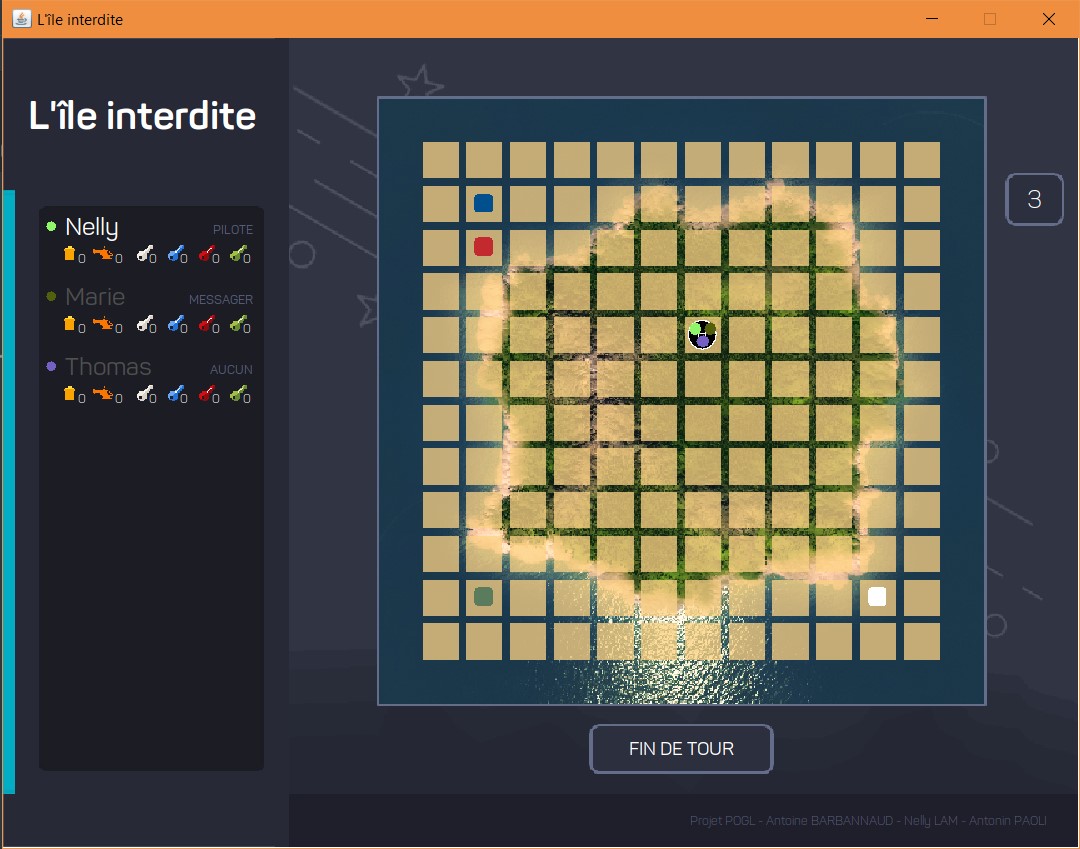 L'île interdite
L'île interdite
3
Nelly PILOTE
0 0 0 0 0 0
Marie MESSAGER
0 0 0 0 0 0
Thomas AUCUN
0 0 0 0 0 0
FIN DE TOUR
Projet POGL - Antoine BARBANNAUD - Nelly LAM - Antonin PAOLI